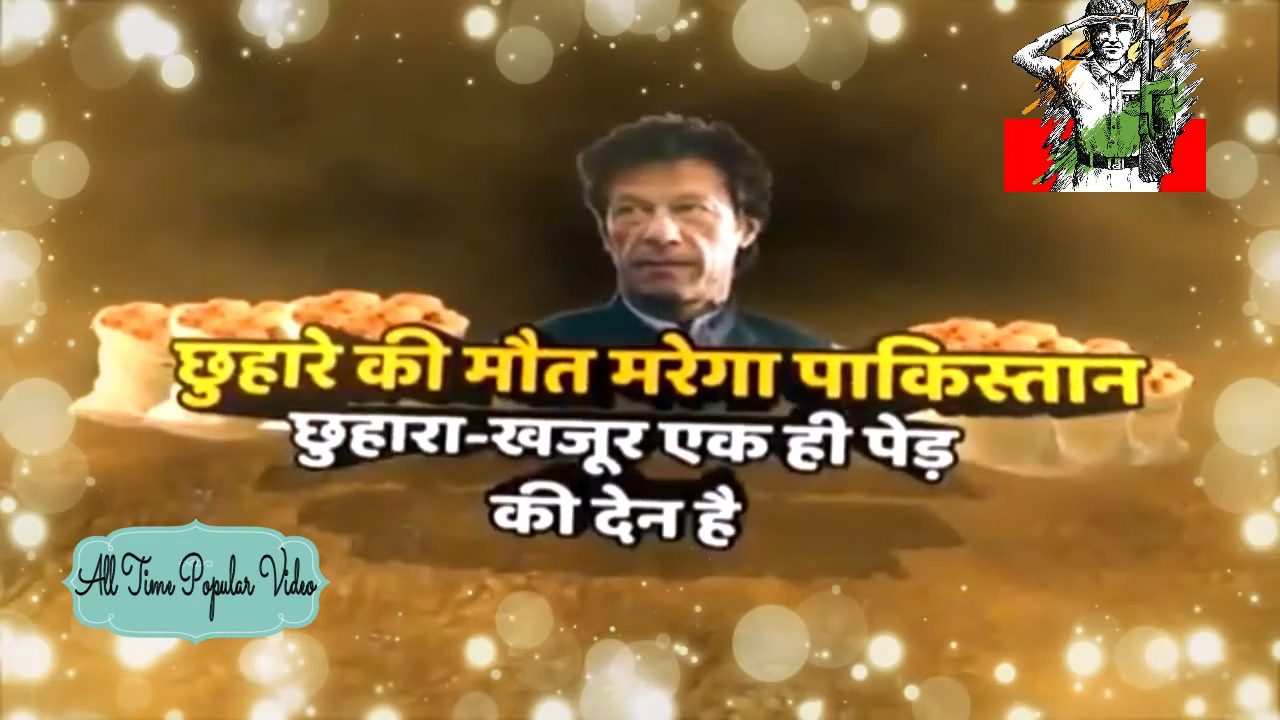 छुहारे की मौत मरेगा पाकिस्तान
छुहारा-खजूर एक ही पेड़
की देन है
All Time Popular Video